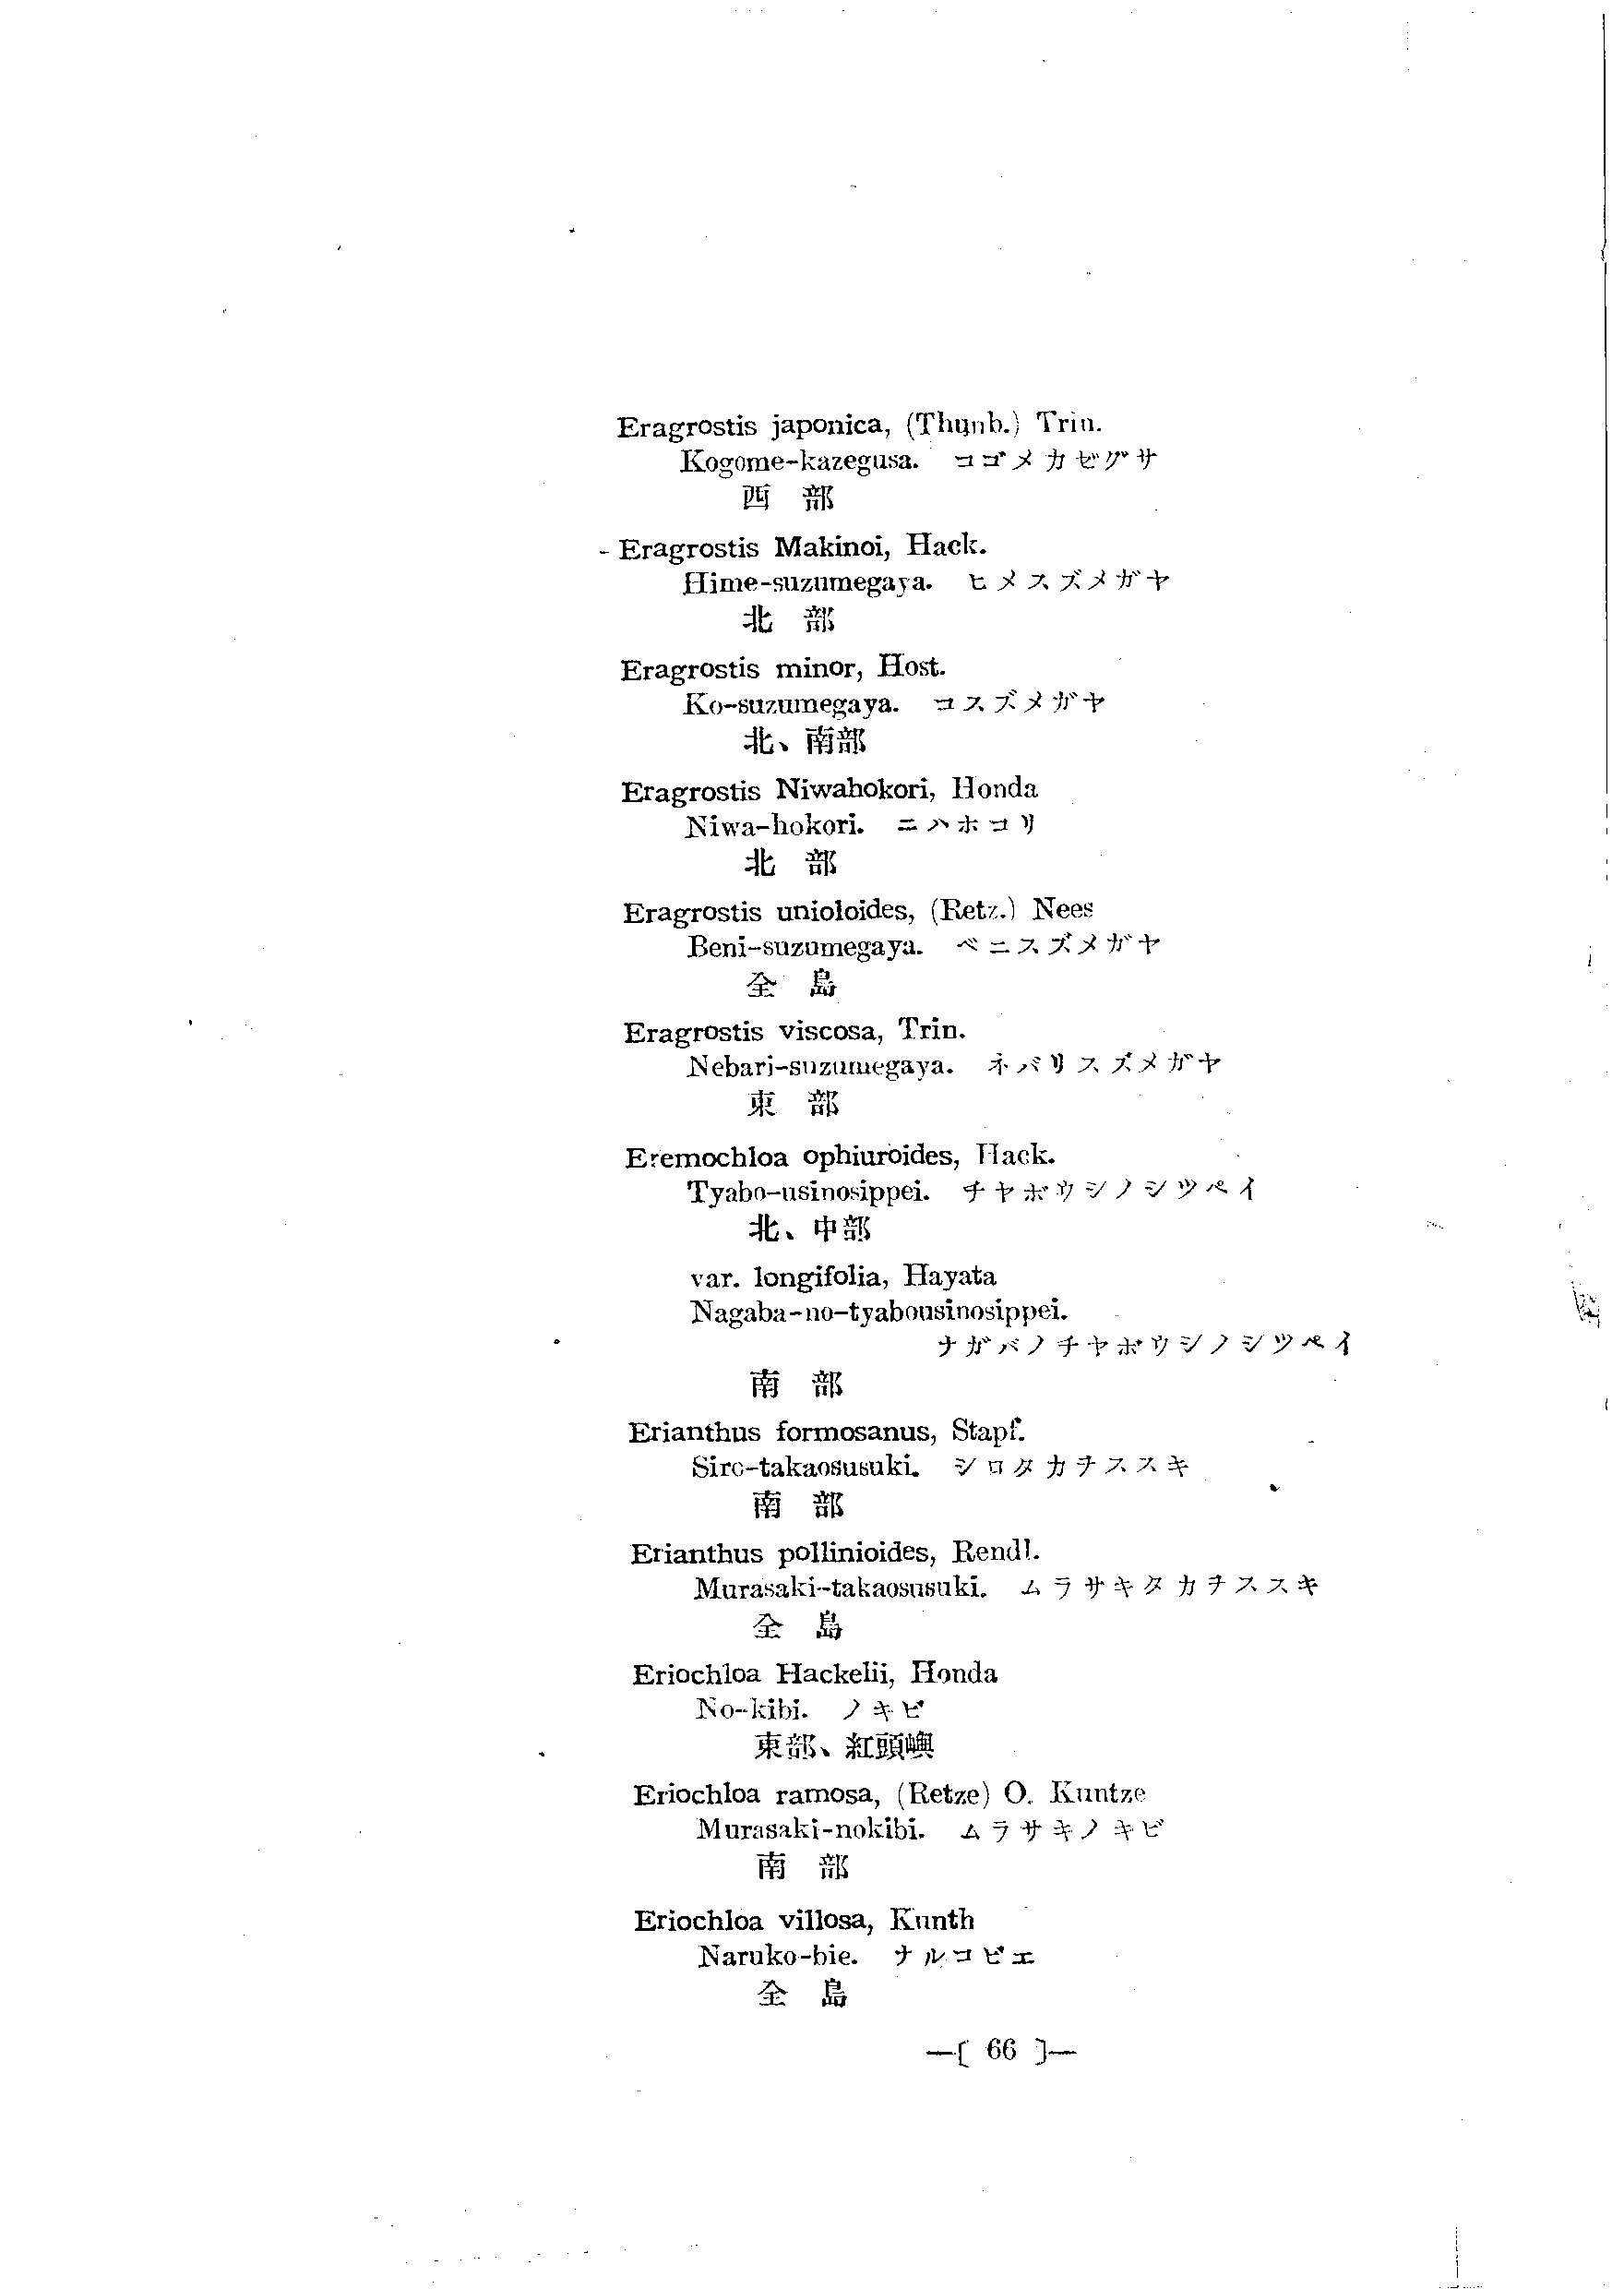 Eragrostis japonica, (Thunb.) Trin.
Kogome-kazegusa. コゴメカゼグサ
西 部
- Eragrostis Makinoi, Hack.
Hime-suzumegaya. ヒメスズメガヤ
北 部
Eragrostis minor, Host.
Ko-suzumegaya. コスズメガヤ
北、南部
Eragrostis Niwahokori, Honda
Niwa-hokori. ニハホコリ
北 部
Eragrostis unioloides, (Retz.) Nees
Beni-suzumegaya. ベニスズメガヤ
全 島
Eragrostis viscosa, Trin.
Nebari-suzumegaya. ネバリスズメガヤ
東 部
Eremochloa ophiuroides, Hack.
Tyabo-usinosippei. チヤボウシノシツペイ
北、中部
var. longifolia, Hayata
Nagaba-no-tyabousinosippei.
ナガバノチヤボウシノシツペイ
南 部
Erianthus formosanus, Stapf.
Siro-takaosusuki. シロタカヲススキ
南 部
Erianthus pollinioides, Rendl.
Murasaki-takaosusuki. ムラサキタカヲススキ
全 島
Eriochloa Hackelii, Honda
No-kibi. ノキビ
東部、紅頭嶼
Eriochloa ramosa, (Retze) O. Kuntze
Murasaki-nokibi. ムラサキノキビ
南 部
Eriochloa villosa, Kunth
Naruko-bie. ナルコビエ
全 島
—[ 66 ]—